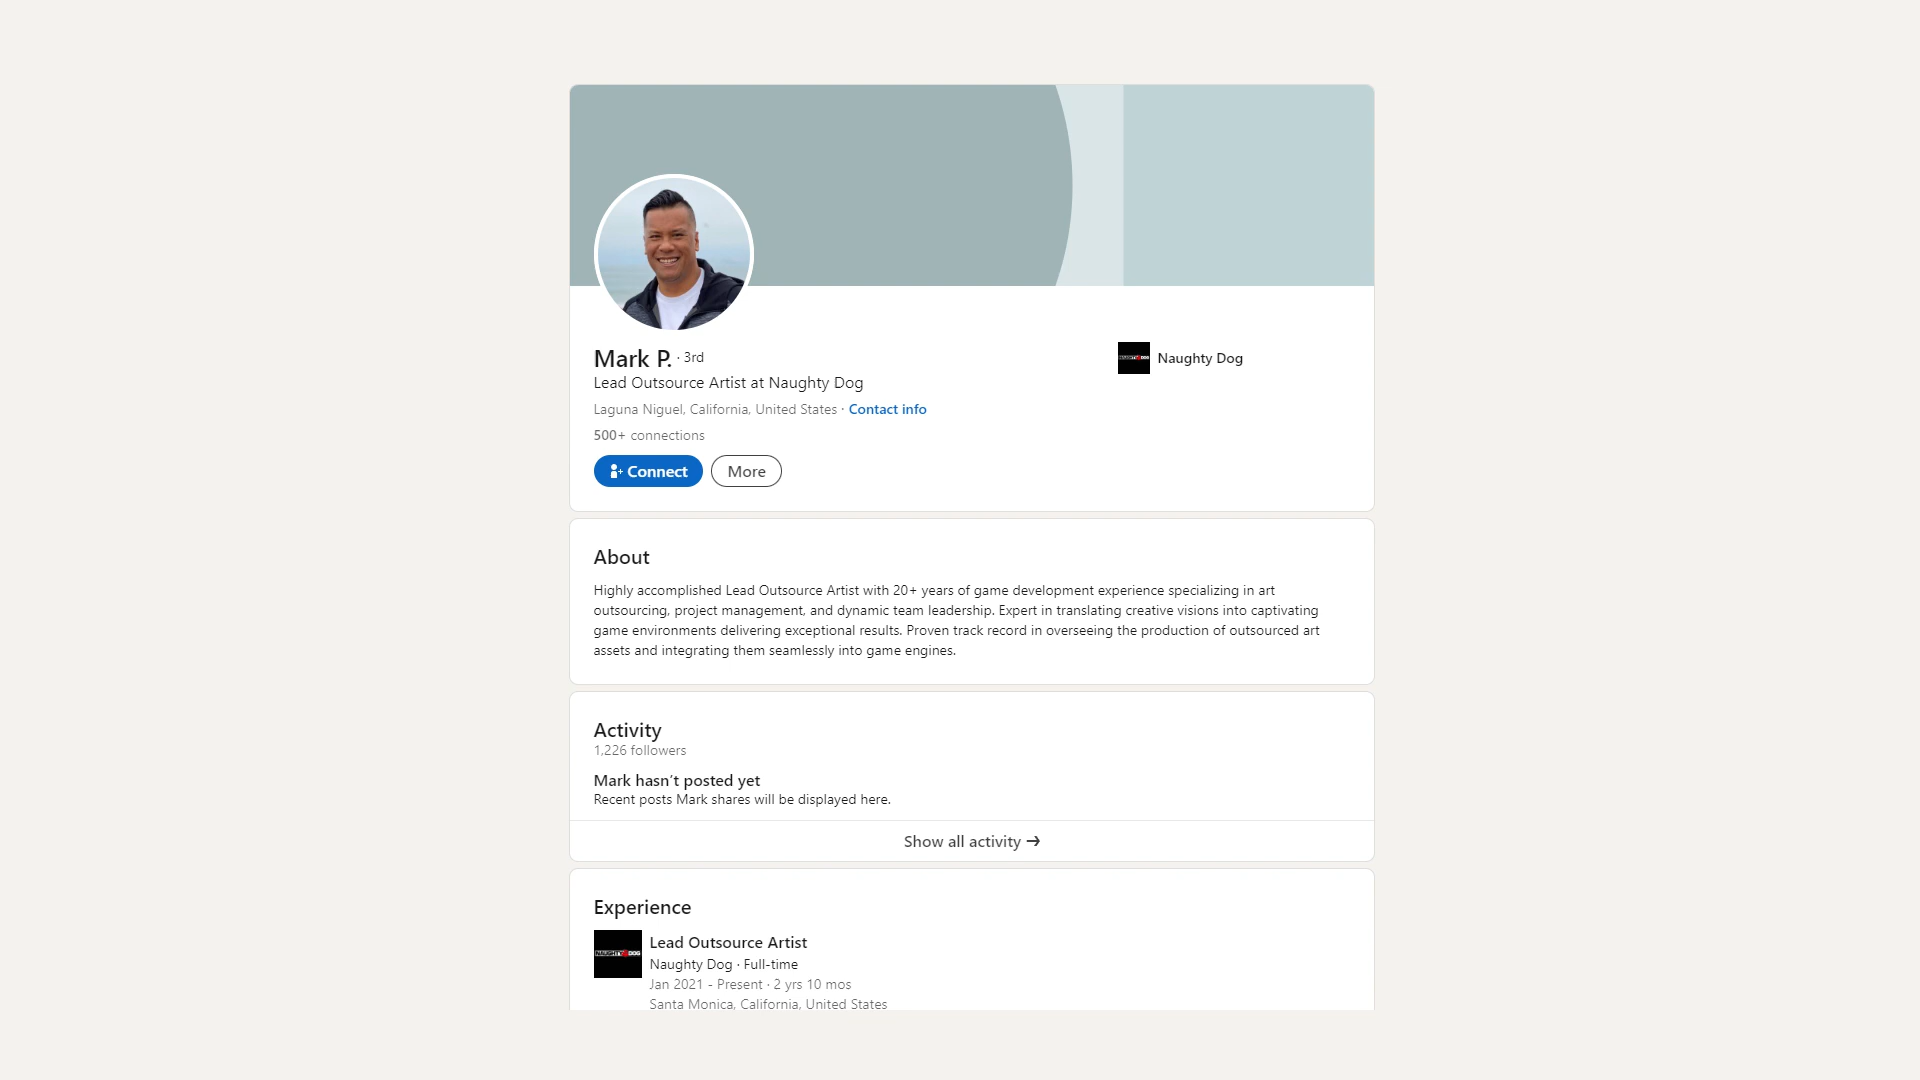 Mark P. · 3rd
Naughty Dog
Lead Outsource Artist at Naughty Dog
Laguna Niguel, California, United States · Contact info
500+ connections
Connect
More
About
Highly accomplished Lead Outsource Artist with 20+ years of game development experience specializing in art
outsourcing, project management, and dynamic team leadership. Expert in translating creative visions into captivating
game environments delivering exceptional results. Proven track record in overseeing the production of outsourced art
assets and integrating them seamlessly into game engines.
Activity
1,226 followers
Mark hasn't posted yet
Recent posts Mark shares will be displayed here.
Show all activity →
Experience
NAUGHTY DOG
Lead Outsource Artist
Naughty Dog · Full-time
Jan 2021 - Present · 2 yrs 10 mos
Santa Monica, California, United States